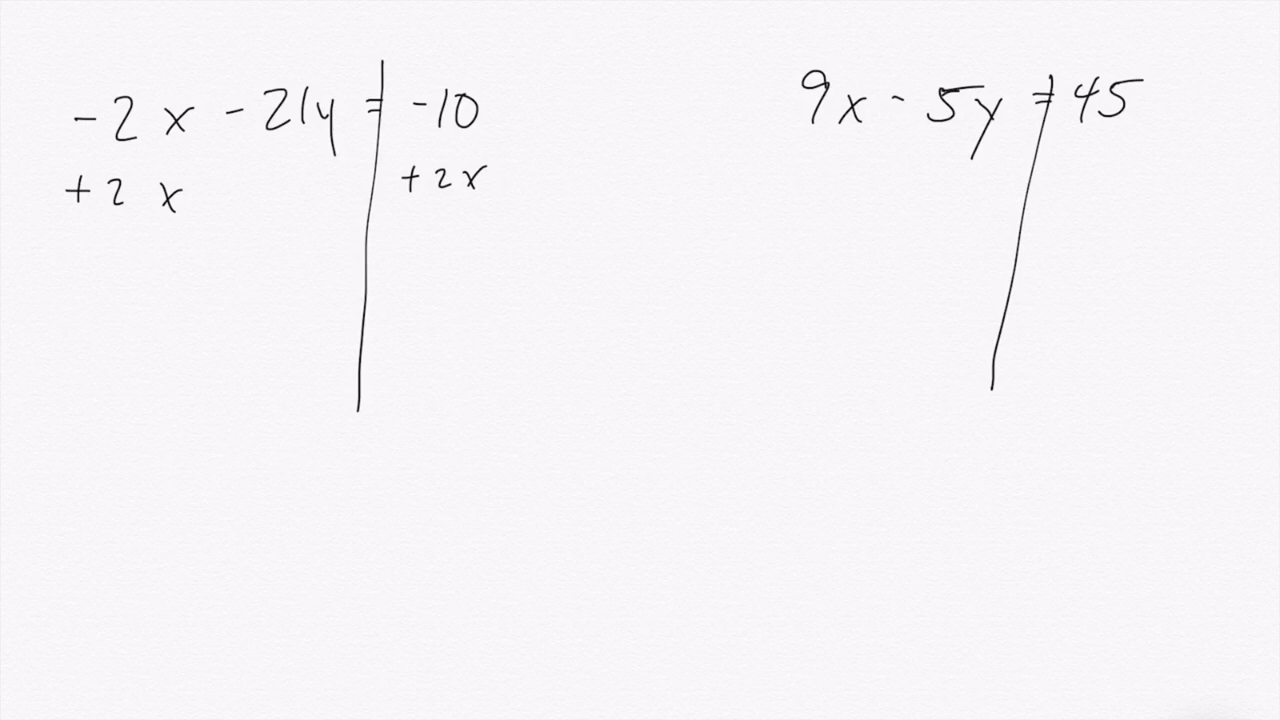 -2x -21y = -10
+2x +2x
9x - 5y = 45